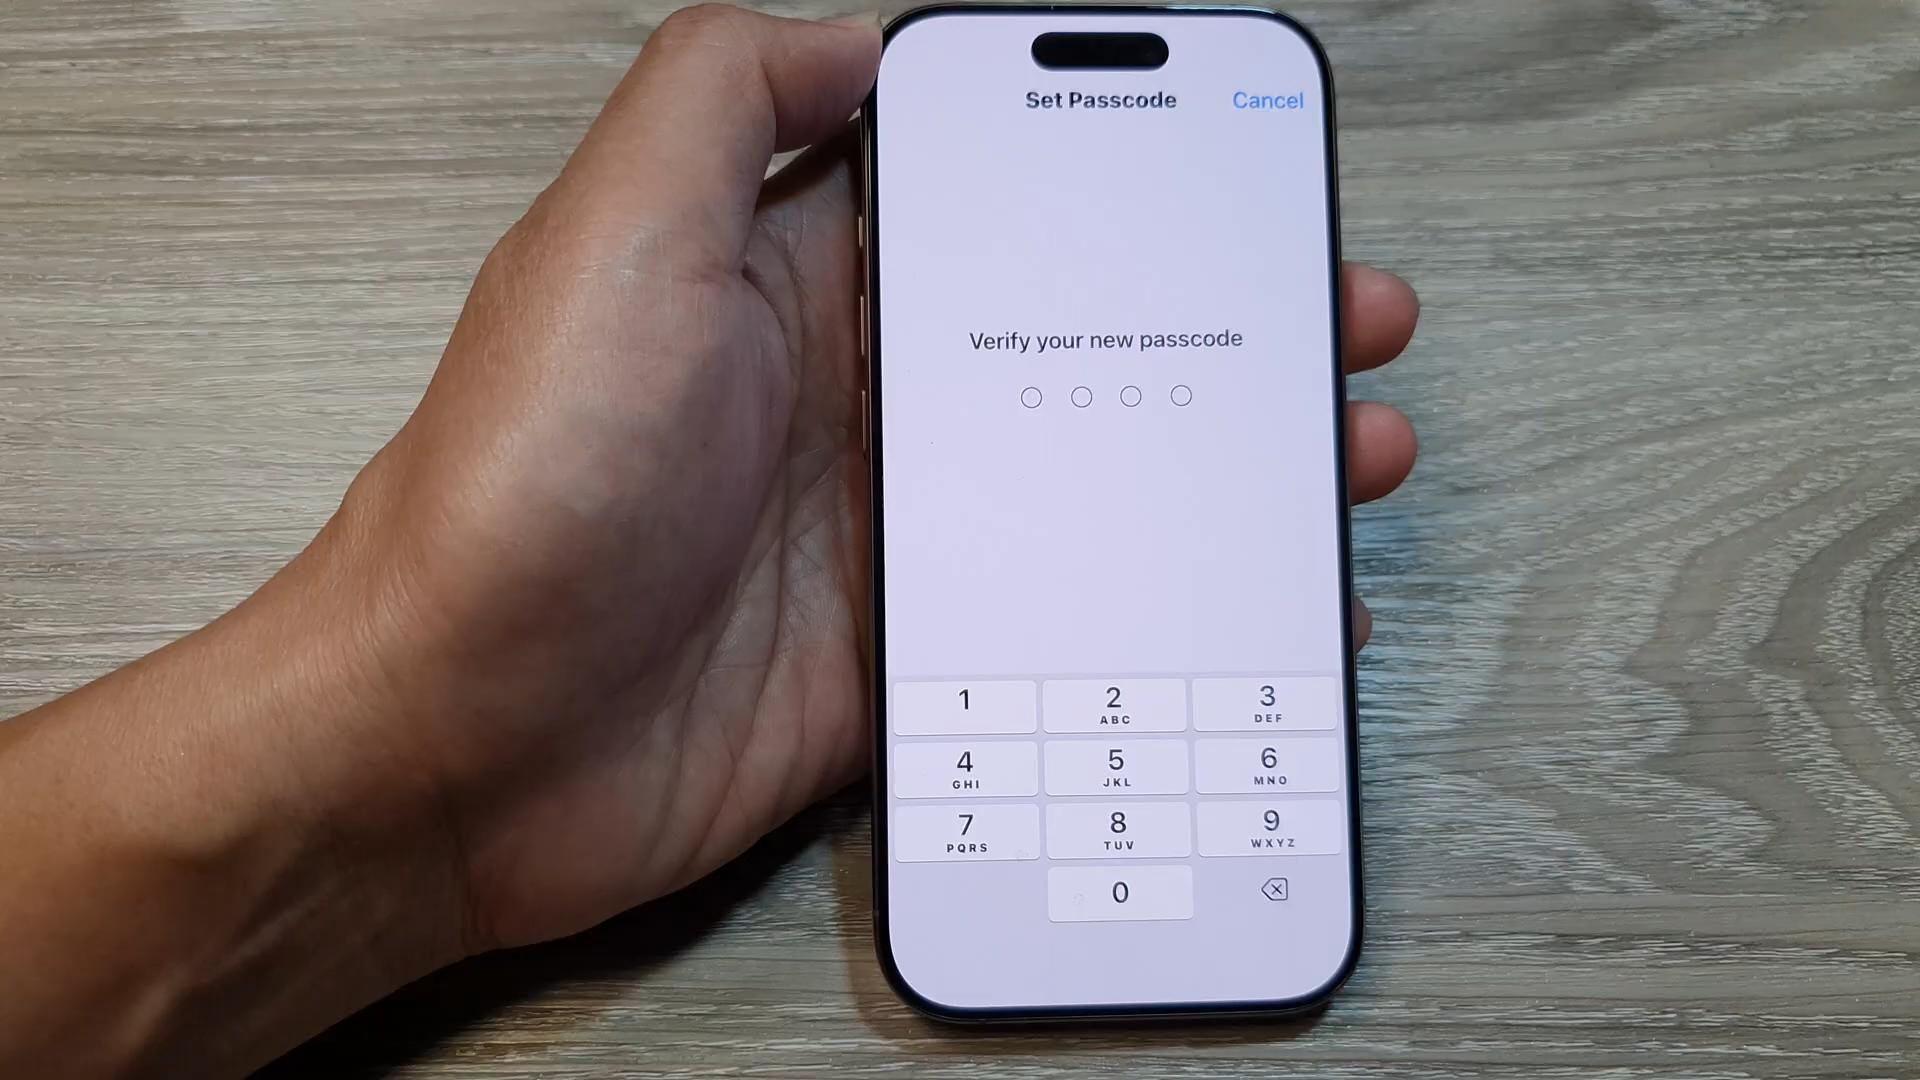 Set Passcode Cancel
Verify your new passcode
1 2 3
ABC DEF
4 5 6
GHI JKL MNO
7 8 9
PQRS TUV WXYZ
0